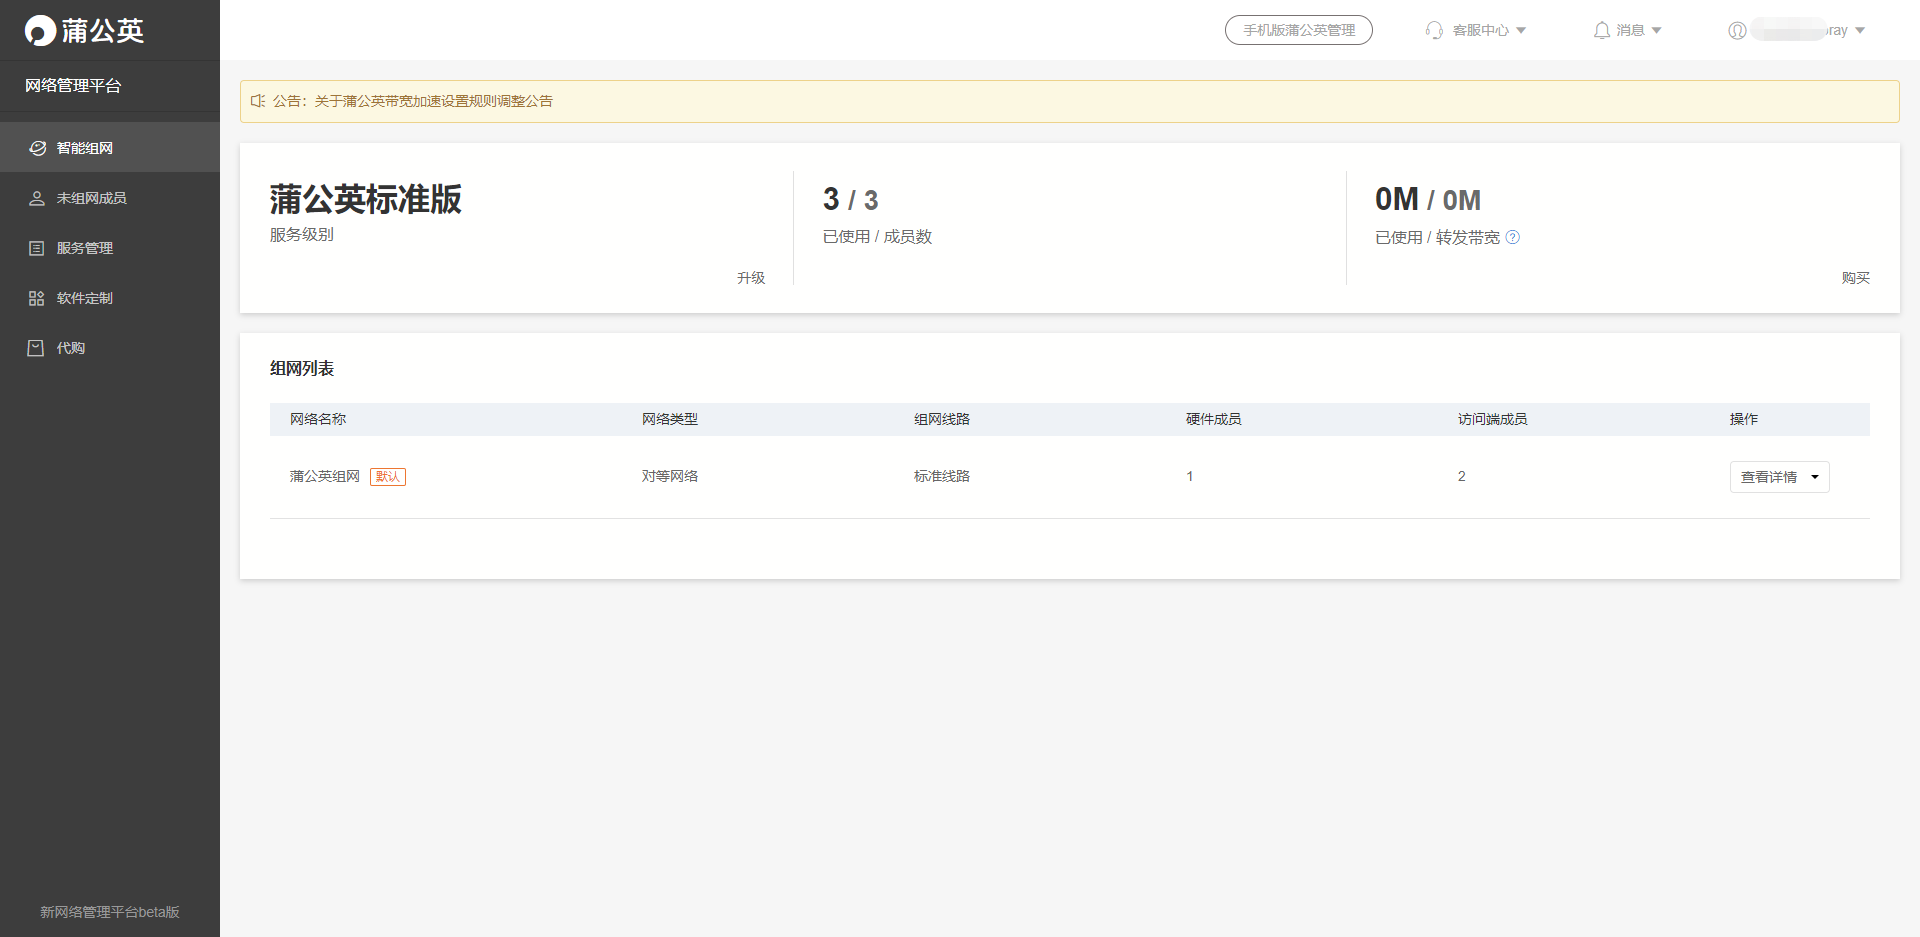 蒲公英
网络管理平台
智能组网
未组网成员
服务管理
软件定制
代购
新网络管理平台beta版
手机版蒲公英管理
客服中心
消息
ray
公告：关于蒲公英带宽加速设置规则调整公告
蒲公英标准版
服务级别
升级
3 / 3
已使用 / 成员数
0M / 0M
已使用 / 转发带宽 ?
购买
组网列表
网络名称 网络类型 组网线路 硬件成员 访问端成员 操作
蒲公英组网 默认 对等网络 标准线路 1 2 查看详情